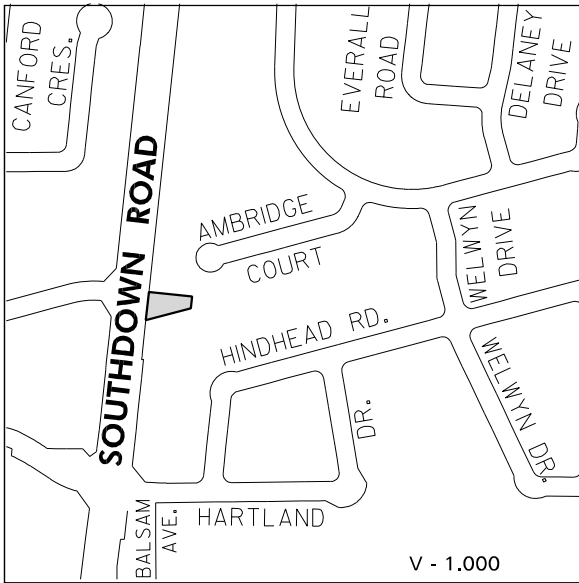 CANFORD
CRES.
EVERALL
ROAD
DELANEY
DRIVE
SOUTHDOWN ROAD
AMBRIDGE
COURT
WELWYN
DRIVE
HINDHEAD RD.
WELWYN DR.
DR.
HARTLAND
BALSAM
AVE.
V - 1.000